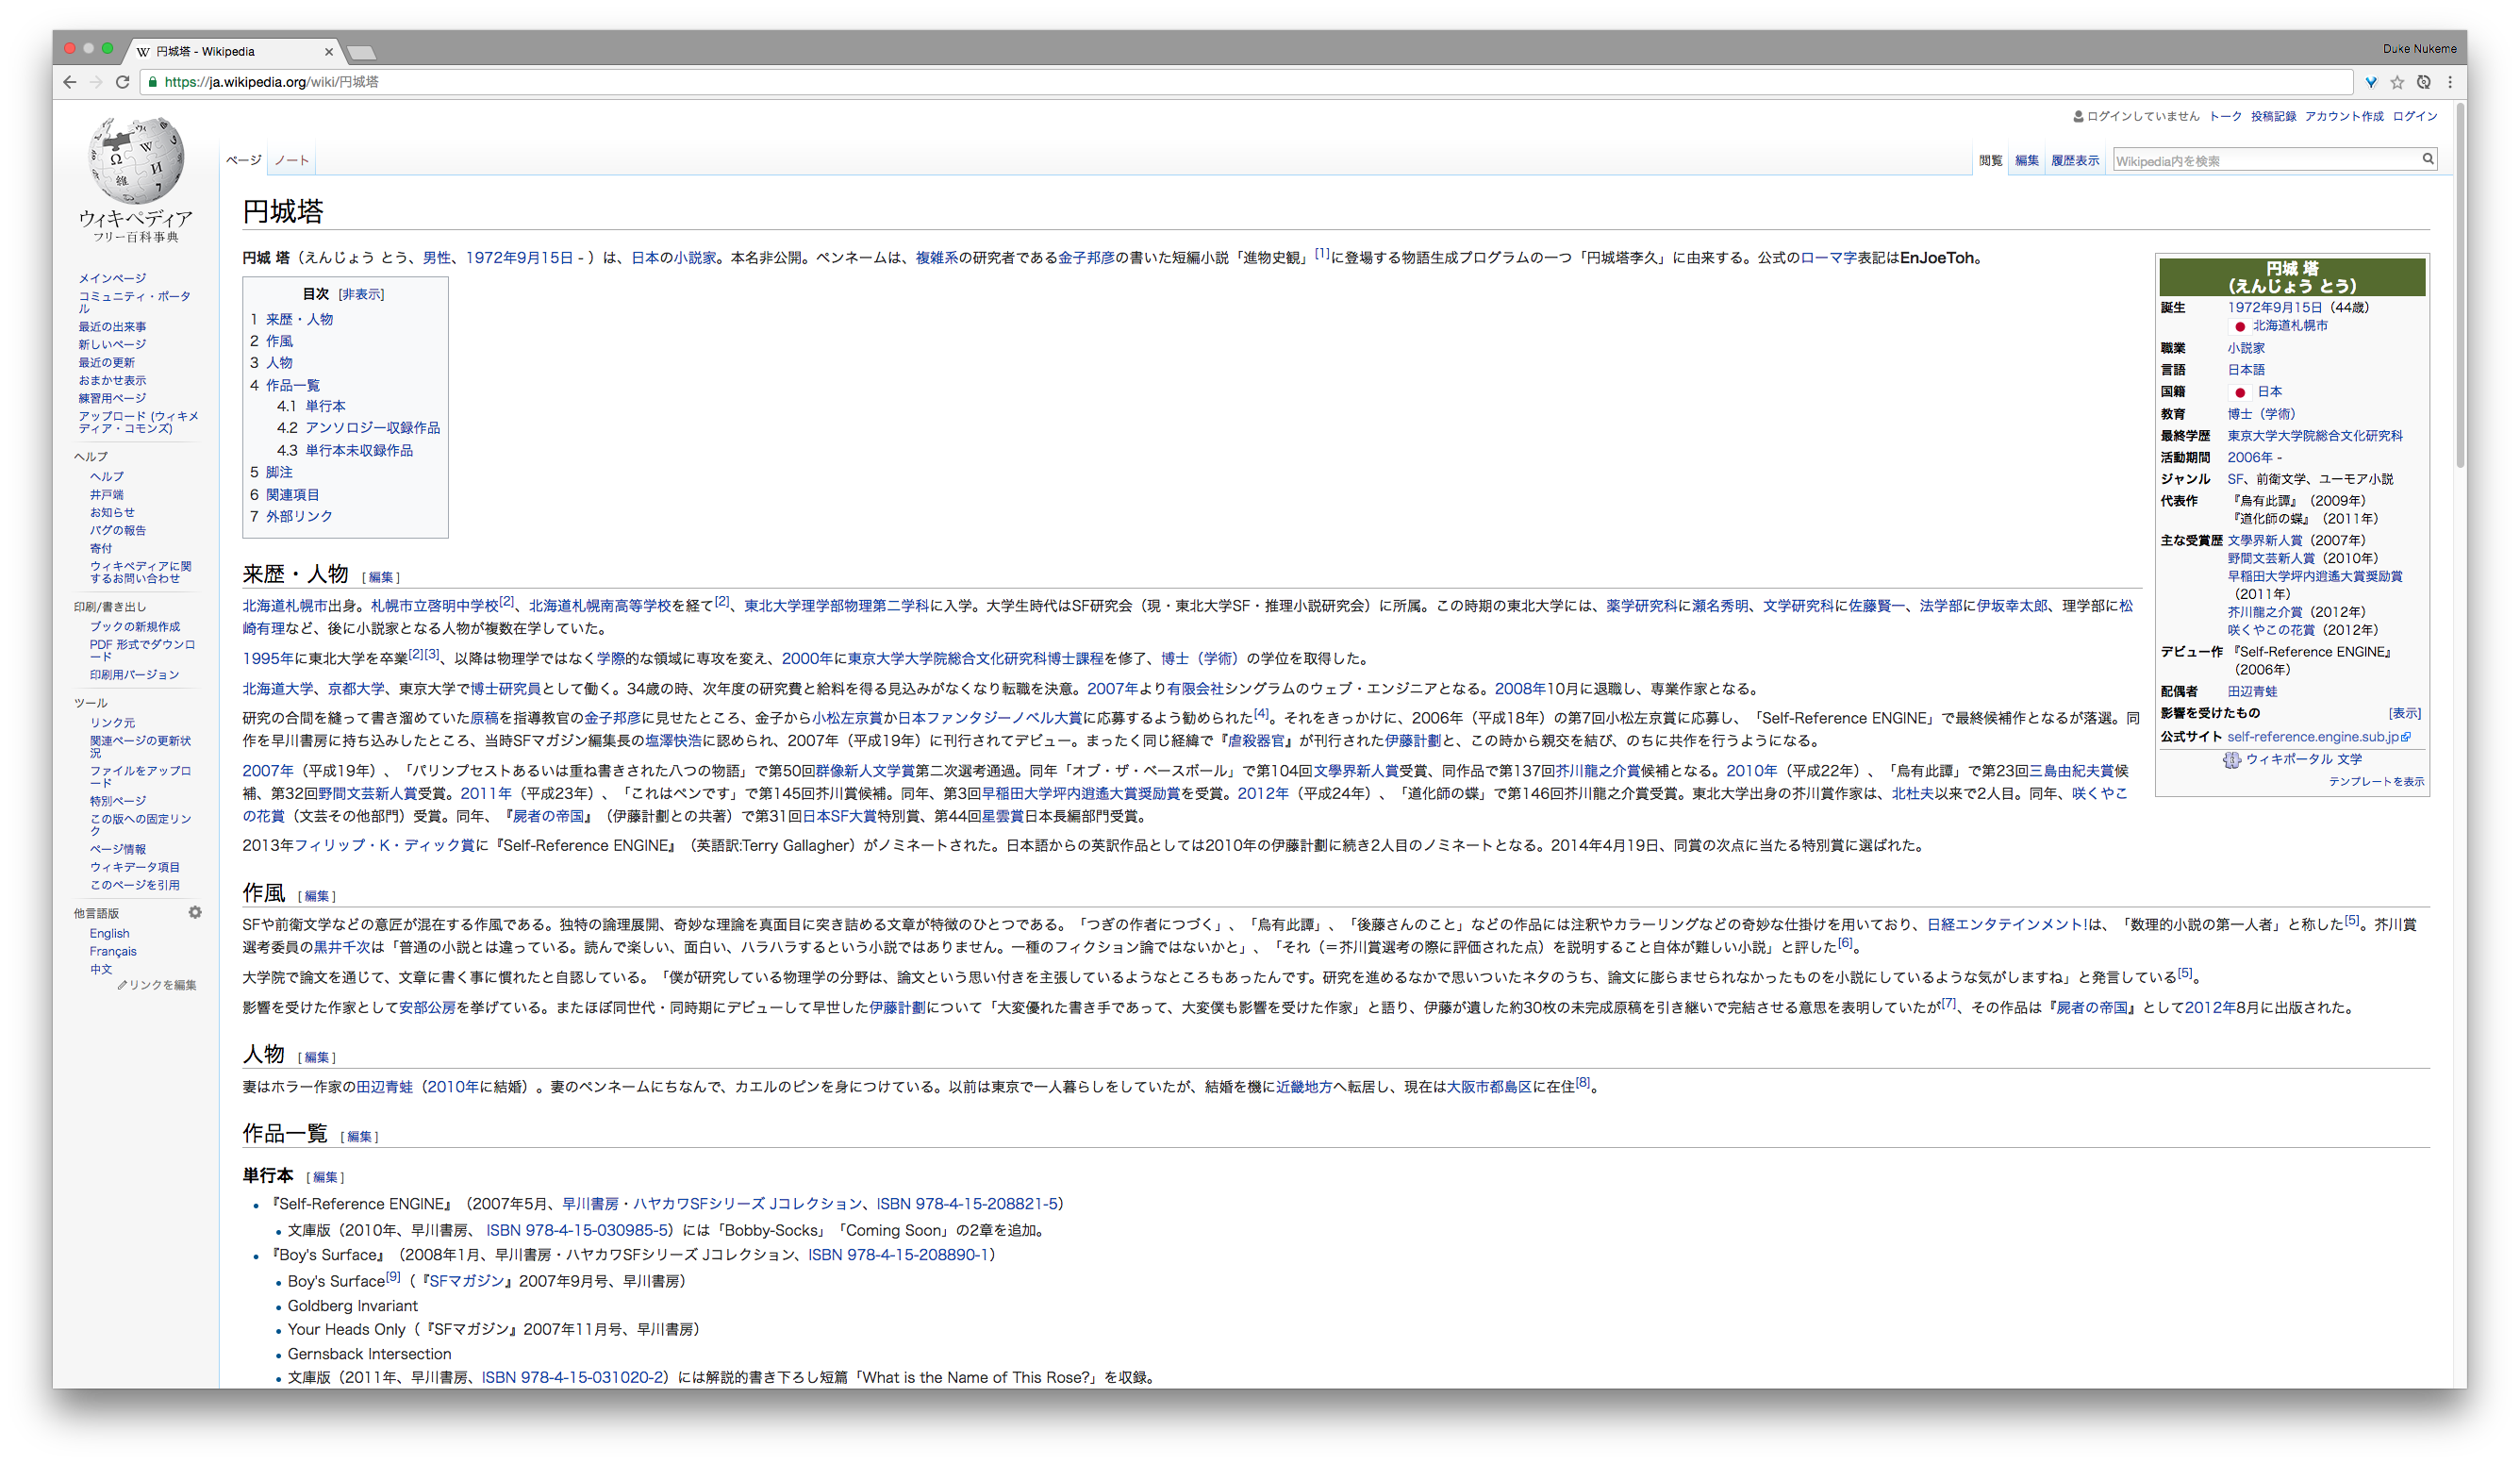 円城塔 - Wikipedia
Duke Nukeme
https://ja.wikipedia.org/wiki/円城塔
ログインしていません トーク 投稿記録 アカウント作成 ログイン
ページ ノート
閲覧 編集 履歴表示 Wikipedia内を検索
ウィキペディア
フリー百科事典
メインページ
コミュニティ・ポータ
ル
最近の出来事
新しいページ
最近の更新
おまかせ表示
練習用ページ
アップロード (ウィキメ
ディア・コモンズ)
ヘルプ
ヘルプ
井戸端
お知らせ
バグの報告
寄付
ウィキペディアに関
するお問い合わせ
印刷/書き出し
ブックの新規作成
PDF 形式でダウンロ
ード
印刷用バージョン
ツール
リンク元
関連ページの更新状
況
ファイルをアップロ
ード
特別ページ
この版への固定リン
ク
ページ情報
ウィキデータ項目
このページを引用
他言語版
English
Français
中文
リンクを編集
円城塔
円城 塔（えんじょう とう、男性、1972年9月15日 - ）は、日本の小説家。本名非公開。ペンネームは、複雑系の研究者である金子邦彦の書いた短編小説「進物史観」[1]に登場する物語生成プログラムの一つ「円城塔李久」に由来する。公式のローマ字表記はEnJoeToh。
目次 [非表示]
1 来歴・人物
2 作風
3 人物
4 作品一覧
4.1 単行本
4.2 アンソロジー収録作品
4.3 単行本未収録作品
5 脚注
6 関連項目
7 外部リンク
円城 塔
（えんじょう とう）
誕生 1972年9月15日（44歳）
北海道札幌市
職業 小説家
言語 日本語
国籍 日本
教育 博士（学術）
最終学歴 東京大学大学院総合文化研究科
活動期間 2006年 -
ジャンル SF、前衛文学、ユーモア小説
代表作 『烏有此譚』（2009年）
『道化師の蝶』（2011年）
主な受賞歴 文學界新人賞（2007年）
野間文芸新人賞（2010年）
早稲田大学坪内逍遙大賞奨励賞
（2011年）
芥川龍之介賞（2012年）
咲くやこの花賞（2012年）
デビュー作 『Self-Reference ENGINE』
（2006年）
配偶者 田辺青蛙
影響を受けたもの [表示]
公式サイト self-reference.engine.sub.jp
ウィキポータル 文学
テンプレートを表示
来歴・人物 [編集]
北海道札幌市出身。札幌市立啓明中学校[2]、北海道札幌南高等学校を経て[2]、東北大学理学部物理第二学科に入学。大学生時代はSF研究会（現・東北大学SF・推理小説研究会）に所属。この時期の東北大学には、薬学研究科に瀬名秀明、文学研究科に佐藤賢一、法学部に伊坂幸太郎、理学部に松
崎有理など、後に小説家となる人物が複数在学していた。
1995年に東北大学を卒業[2][3]、以降は物理学ではなく学際的な領域に専攻を変え、2000年に東京大学大学院総合文化研究科博士課程を修了、博士（学術）の学位を取得した。
北海道大学、京都大学、東京大学で博士研究員として働く。34歳の時、次年度の研究費と給料を得る見込みがなくなり転職を決意。2007年より有限会社シングラムのウェブ・エンジニアとなる。2008年10月に退職し、専業作家となる。
研究の合間を縫って書き溜めていた原稿を指導教官の金子邦彦に見せたところ、金子から小松左京賞か日本ファンタジーノベル大賞に応募するよう勧められた[4]。それをきっかけに、2006年（平成18年）の第7回小松左京賞に応募し、「Self-Reference ENGINE」で最終候補作となるが落選。同
作を早川書房に持ち込みしたところ、当時SFマガジン編集長の塩澤快浩に認められ、2007年（平成19年）に刊行されてデビュー。まったく同じ経緯で『虐殺器官』が刊行された伊藤計劃と、この時から親交を結び、のちに共作を行うようになる。
2007年（平成19年）、「パリンプセストあるいは重ね書きされた八つの物語」で第50回群像新人文学賞第二次選考通過。同年「オブ・ザ・ベースボール」で第104回文學界新人賞受賞、同作品で第137回芥川龍之介賞候補となる。2010年（平成22年）、「烏有此譚」で第23回三島由紀夫賞候
補、第32回野間文芸新人賞受賞。2011年（平成23年）、「これはペンです」で第145回芥川賞候補。同年、第3回早稲田大学坪内逍遙大賞奨励賞を受賞。2012年（平成24年）、「道化師の蝶」で第146回芥川龍之介賞受賞。東北大学出身の芥川賞作家は、北杜夫以来で2人目。同年、咲くやこ
の花賞（文芸その他部門）受賞。同年、『屍者の帝国』（伊藤計劃との共著）で第31回日本SF大賞特別賞、第44回星雲賞日本長編部門受賞。
2013年フィリップ・K・ディック賞に『Self-Reference ENGINE』（英語訳:Terry Gallagher）がノミネートされた。日本語からの英訳作品としては2010年の伊藤計劃に続き2人目のノミネートとなる。2014年4月19日、同賞の次点に当たる特別賞に選ばれた。
作風 [編集]
SFや前衛文学などの意匠が混在する作風である。独特の論理展開、奇妙な理論を真面目に突き詰める文章が特徴のひとつである。「つぎの作者につづく」、「烏有此譚」、「後藤さんのこと」などの作品には注釈やカラーリングなどの奇妙な仕掛けを用いており、日経エンタテインメント!は、「数理的小説の第一人者」と称した[5]。芥川賞
選考委員の黒井千次は「普通の小説とは違っている。読んで楽しい、面白い、ハラハラするという小説ではありません。一種のフィクション論ではないかと」、「それ（＝芥川賞選考の際に評価された点）を説明すること自体が難しい小説」と評した[6]。
大学院で論文を通じて、文章に書く事に慣れたと自認している。「僕が研究している物理学の分野は、論文という思い付きを主張しているようなところもあったんです。研究を進めるなかで思いついたネタのうち、論文に膨らませられなかったものを小説にしているような気がしますね」と発言している[5]。
影響を受けた作家として安部公房を挙げている。またほぼ同世代・同時期にデビューして早世した伊藤計劃について「大変優れた書き手であって、大変僕も影響を受けた作家」と語り、伊藤が遺した約30枚の未完成原稿を引き継いで完結させる意思を表明していたが[7]、その作品は『屍者の帝国』として2012年8月に出版された。
人物 [編集]
妻はホラー作家の田辺青蛙（2010年に結婚）。妻のペンネームにちなんで、カエルのピンを身につけている。以前は東京で一人暮らしをしていたが、結婚を機に近畿地方へ転居し、現在は大阪市都島区に在住[8]。
作品一覧 [編集]
単行本 [編集]
• 『Self-Reference ENGINE』（2007年5月、早川書房・ハヤカワSFシリーズ Jコレクション、ISBN 978-4-15-208821-5）
• 文庫版（2010年、早川書房、 ISBN 978-4-15-030985-5）には「Bobby-Socks」「Coming Soon」の2章を追加。
• 『Boy's Surface』（2008年1月、早川書房・ハヤカワSFシリーズ Jコレクション、ISBN 978-4-15-208890-1）
• Boy's Surface[9]（『SFマガジン』2007年9月号、早川書房）
• Goldberg Invariant
• Your Heads Only（『SFマガジン』2007年11月号、早川書房）
• Gernsback Intersection
• 文庫版（2011年、早川書房、ISBN 978-4-15-031020-2）には解説的書き下ろし短篇「What is the Name of This Rose?」を収録。